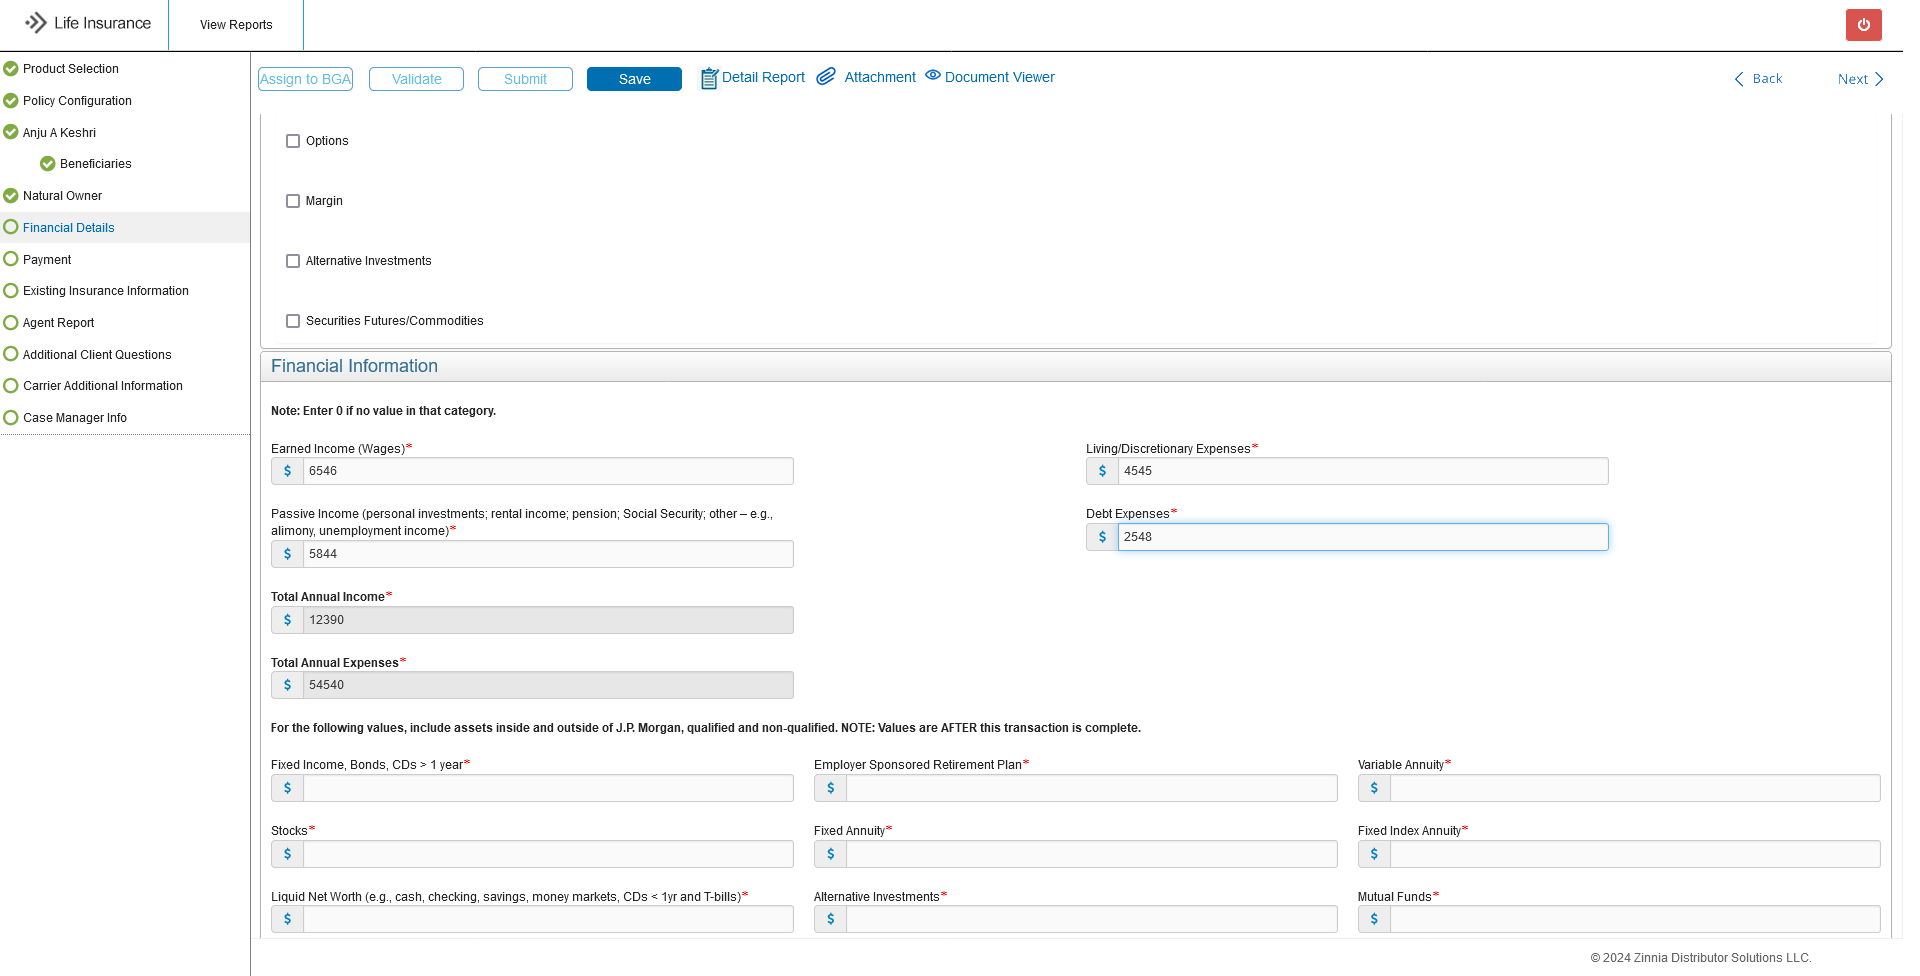 Life Insurance
View Reports
Product Selection
Policy Configuration
Anju A Keshri
Beneficiaries
Natural Owner
Financial Details
Payment
Existing Insurance Information
Agent Report
Additional Client Questions
Carrier Additional Information
Case Manager Info
Assign to BGA
Validate
Submit
Save
Detail Report
Attachment
Document Viewer
Back
Next
Options
Margin
Alternative Investments
Securities Futures/Commodities
Financial Information
Note: Enter 0 if no value in that category.
Earned Income (Wages)*
$ 6546
Living/Discretionary Expenses*
$ 4545
Passive Income (personal investments; rental income; pension; Social Security; other – e.g.,
alimony, unemployment income)*
$ 5844
Debt Expenses*
$ 2548
Total Annual Income*
$ 12390
Total Annual Expenses*
$ 54540
For the following values, include assets inside and outside of J.P. Morgan, qualified and non-qualified. NOTE: Values are AFTER this transaction is complete.
Fixed Income, Bonds, CDs > 1 year*
$
Employer Sponsored Retirement Plan*
$
Variable Annuity*
$
Stocks*
$
Fixed Annuity*
$
Fixed Index Annuity*
$
Liquid Net Worth (e.g., cash, checking, savings, money markets, CDs < 1yr and T-bills)*
$
Alternative Investments*
$
Mutual Funds*
$
© 2024 Zinnia Distributor Solutions LLC.